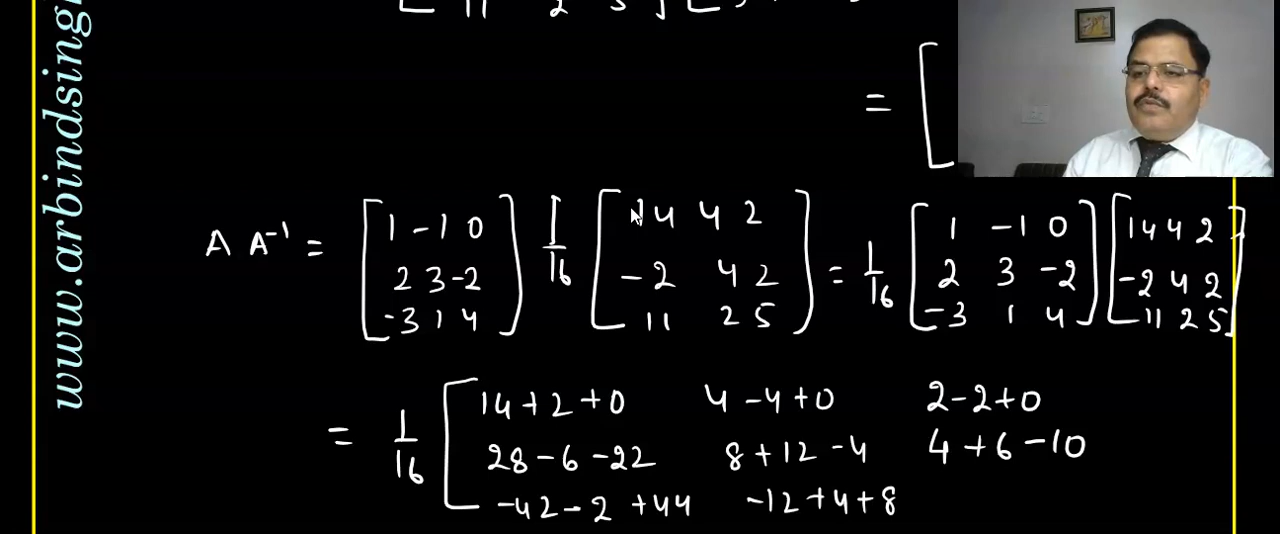 www.arbindsing
[ 11 2 5 ] [
= [
A A⁻¹ = [ 1 -1 0 ] 1/16 [ 14 4 2 ] = 1/16 [ 1 -1 0 ] [ 14 4 2 ]
[ 2 3 -2 ] [ -2 4 2 ] [ 2 3 -2 ] [ -2 4 2 ]
[ -3 1 4 ] [ 11 2 5 ] [ -3 1 4 ] [ 11 2 5 ]
= 1/16 [ 14+2+0 4-4+0 2-2+0
28-6-22 8+12-4 4+6-10
-42-2+44 -12+4+8